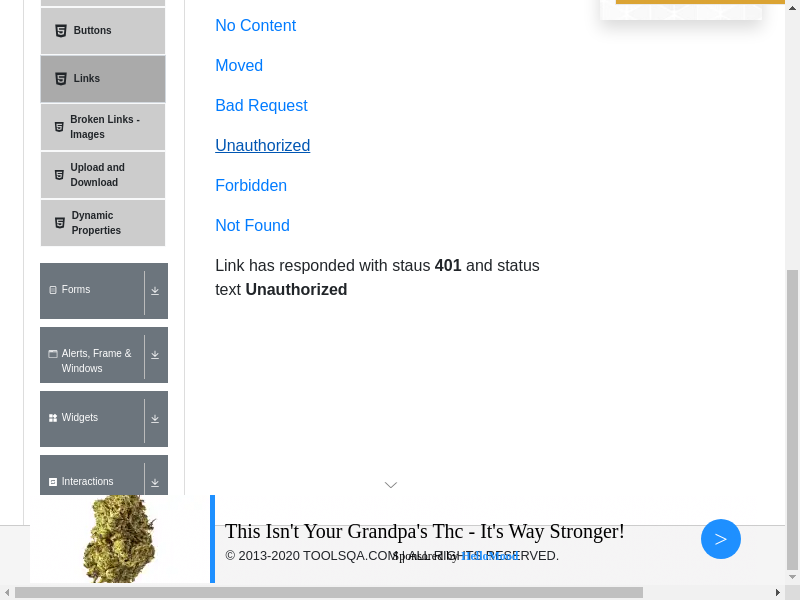 Buttons
Links
Broken Links -
Images
Upload and
Download
Dynamic
Properties
Forms
Alerts, Frame &
Windows
Widgets
Interactions
No Content
Moved
Bad Request
Unauthorized
Forbidden
Not Found
Link has responded with staus 401 and status
text Unauthorized
This Isn't Your Grandpa's Thc - It's Way Stronger!
© 2013-2020 TOOLSQA.COM | ALL RIGHTS RESERVED.
Sponsored by HelloMood
>